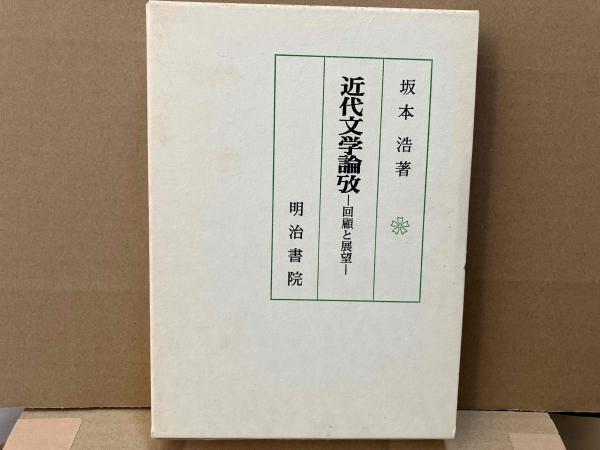 坂本 浩著
近代文学論攷
―回顧と展望―
明治書院